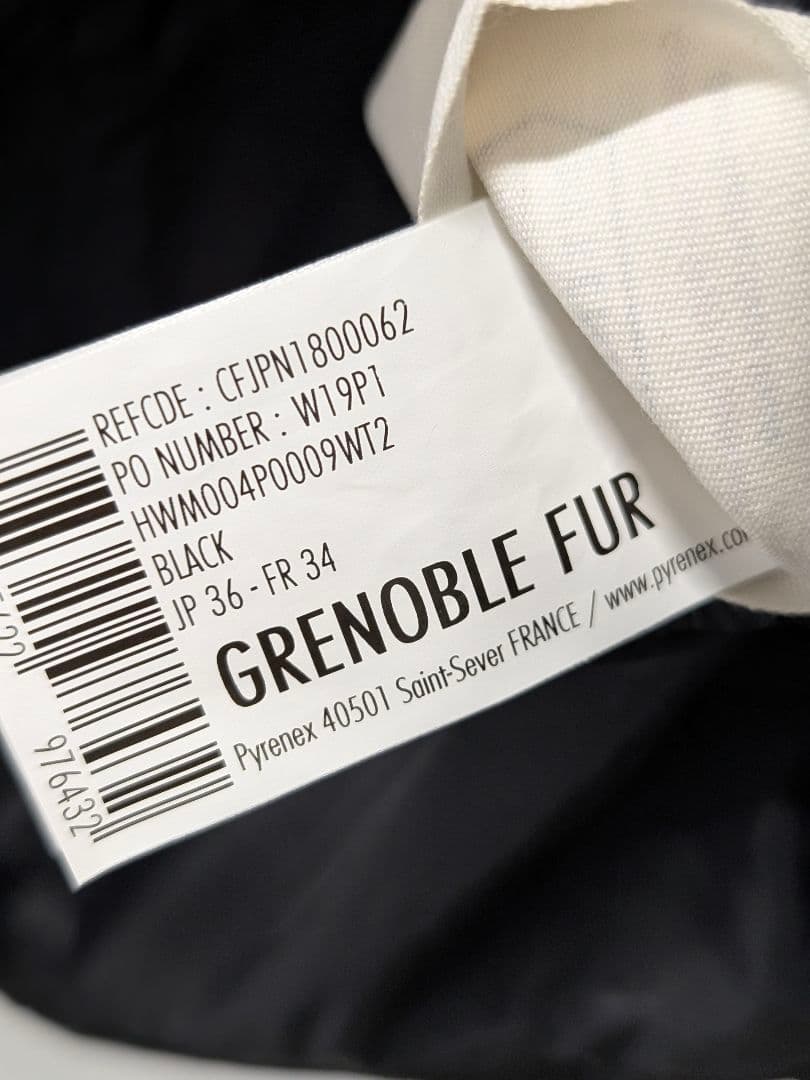 REFCDE : CFJPN1800062
PO NUMBER : W19P1
HWM004P0009WT2
BLACK
JP 36 - FR 34
GRENOBLE FUR
Pyrenex 40501 Saint-Sever FRANCE / www.pyrenex.co
976432